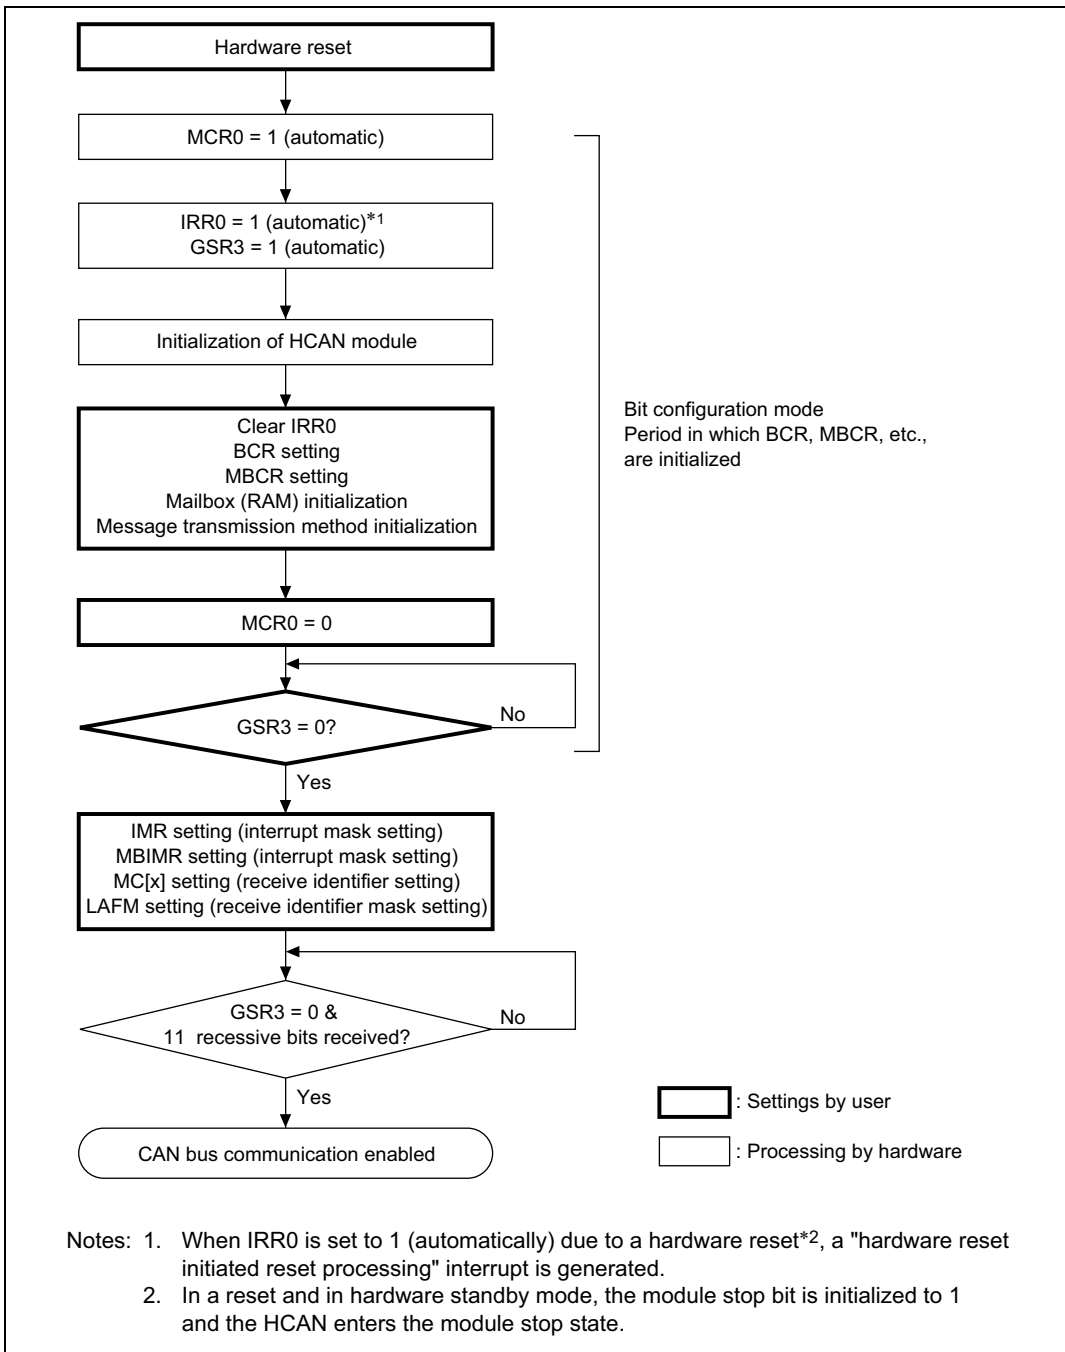 Hardware reset
MCR0 = 1 (automatic)
IRR0 = 1 (automatic)*1
GSR3 = 1 (automatic)
Initialization of HCAN module
Clear IRR0
BCR setting
MBCR setting
Mailbox (RAM) initialization
Message transmission method initialization
Bit configuration mode
Period in which BCR, MBCR, etc.,
are initialized
MCR0 = 0
GSR3 = 0?
No
Yes
IMR setting (interrupt mask setting)
MBIMR setting (interrupt mask setting)
MC[x] setting (receive identifier setting)
LAFM setting (receive identifier mask setting)
GSR3 = 0 &
11 recessive bits received?
No
Yes
CAN bus communication enabled
: Settings by user
: Processing by hardware
Notes: 1. When IRR0 is set to 1 (automatically) due to a hardware reset*2, a "hardware reset
initiated reset processing" interrupt is generated.
2. In a reset and in hardware standby mode, the module stop bit is initialized to 1
and the HCAN enters the module stop state.